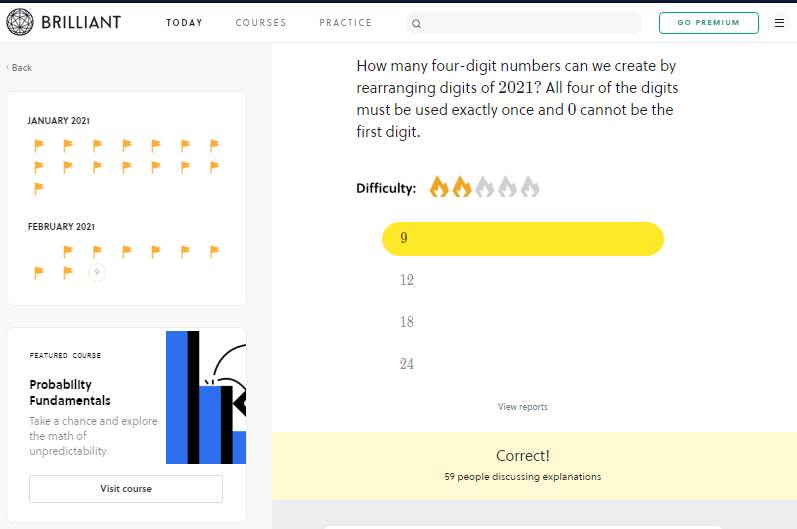 BRILLIANT
TODAY
COURSES
PRACTICE
GO PREMIUM
‹ Back
JANUARY 2021
FEBRUARY 2021
9
FEATURED COURSE
Probability
Fundamentals
Take a chance and explore
the math of
unpredictability.
Visit course
How many four-digit numbers can we create by
rearranging digits of 2021? All four of the digits
must be used exactly once and 0 cannot be the
first digit.
Difficulty:
9
12
18
24
View reports
Correct!
59 people discussing explanations